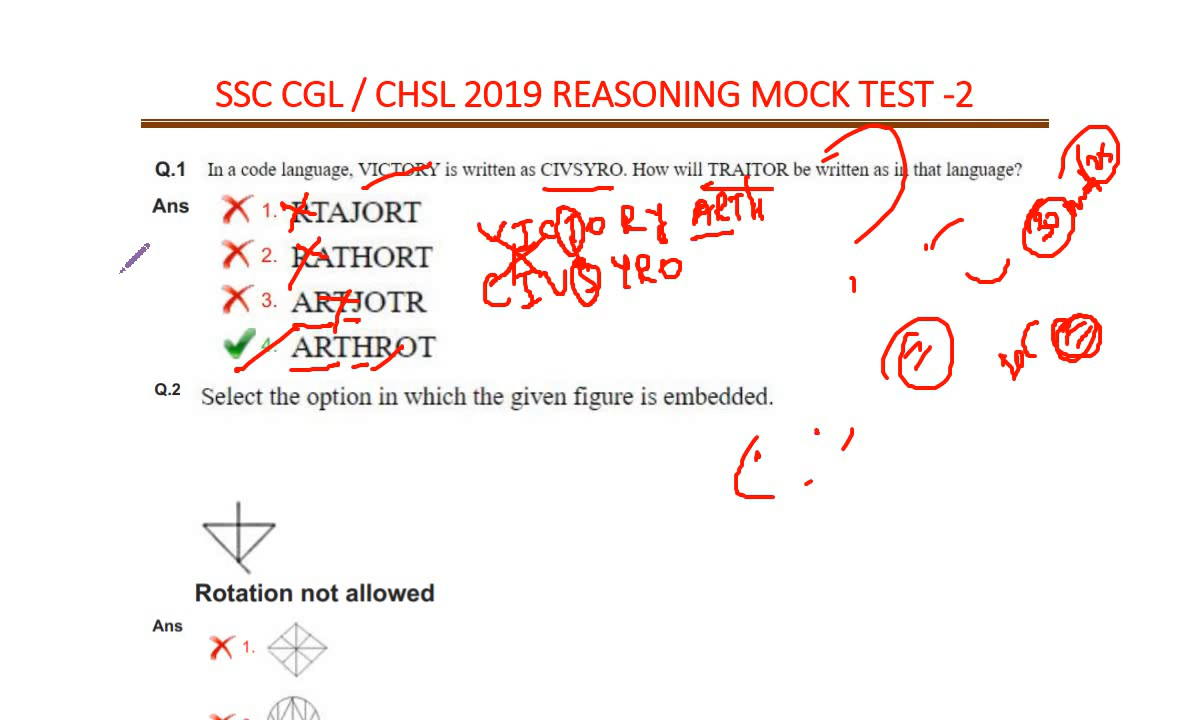 SSC CGL / CHSL 2019 REASONING MOCK TEST -2
Q.1 In a code language, VICTORY is written as CIVSYRO. How will TRAITOR be written as in that language?
Ans 1. RTAJORT
2. RATHORT
3. ARTJOTR
4. ARTHROT
VICTORY ARTH
CIVS YRO
Q.2 Select the option in which the given figure is embedded.
Rotation not allowed
Ans
1.